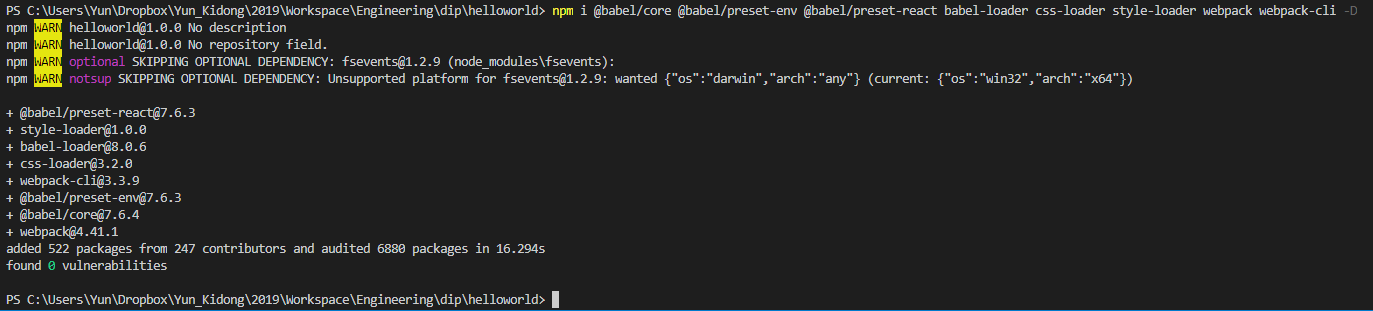 PS C:\Users\Yun\Dropbox\Yun_Kidong\2019\Workspace\Engineering\dip\helloworld> npm i @babel/core @babel/preset-env @babel/preset-react babel-loader css-loader style-loader webpack webpack-cli -D
npm WARN helloworld@1.0.0 No description
npm WARN helloworld@1.0.0 No repository field.
npm WARN optional SKIPPING OPTIONAL DEPENDENCY: fsevents@1.2.9 (node_modules\fsevents):
npm WARN notsup SKIPPING OPTIONAL DEPENDENCY: Unsupported platform for fsevents@1.2.9: wanted {"os":"darwin","arch":"any"} (current: {"os":"win32","arch":"x64"})
+ @babel/preset-react@7.6.3
+ style-loader@1.0.0
+ babel-loader@8.0.6
+ css-loader@3.2.0
+ webpack-cli@3.3.9
+ @babel/preset-env@7.6.3
+ @babel/core@7.6.4
+ webpack@4.41.1
added 522 packages from 247 contributors and audited 6880 packages in 16.294s
found 0 vulnerabilities
PS C:\Users\Yun\Dropbox\Yun_Kidong\2019\Workspace\Engineering\dip\helloworld>